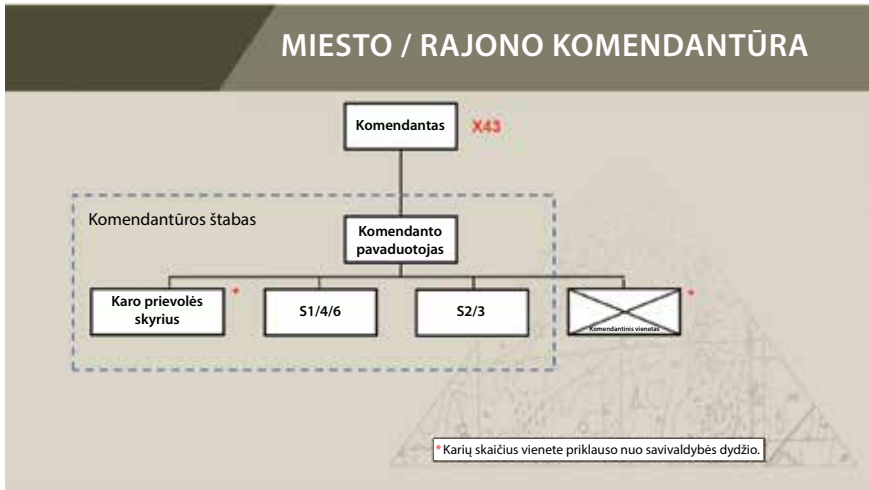 MIESTO / RAJONO KOMENDANTŪRA
Komendantas
X43
Komendantūros štabas
Komendanto
pavaduotojas
Karo prievolės
skyrius
*
S1/4/6
S2/3
Komendantinis vienetas
*
* Karių skaičius vienete priklauso nuo savivaldybės dydžio.